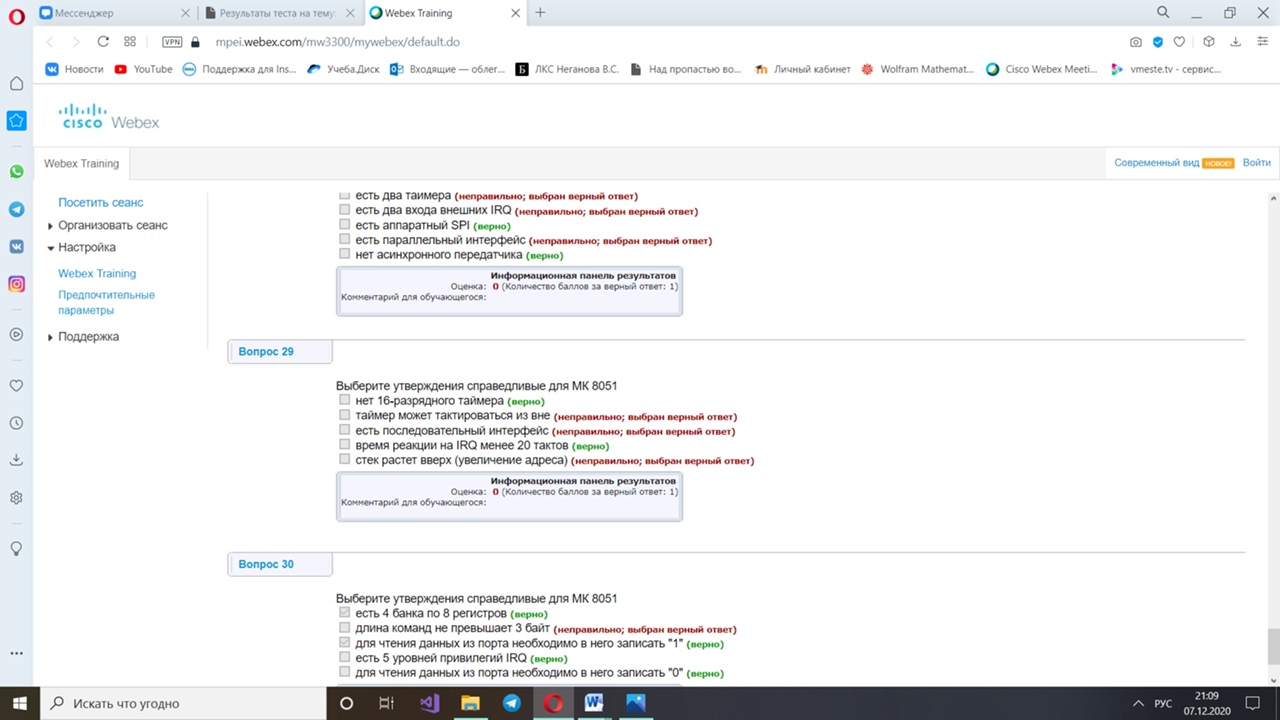 Мессенджер
Результаты теста на тему:
Webex Training
VPN
mpei.webex.com/mw3300/mywebex/default.do
Новости
YouTube
Поддержка для Ins...
Учеба.Диск
Входящие — облег...
ЛКС Неганова В.С.
Над пропастью во...
Личный кабинет
Wolfram Mathemat...
Cisco Webex Meeti...
vmeste.tv - сервис...
cisco Webex
Webex Training
Современный вид НОВОЕ!
Войти
Посетить сеанс
Организовать сеанс
Настройка
Webex Training
Предпочтительные
параметры
Поддержка
есть два таймера (неправильно; выбран верный ответ)
есть два входа внешних IRQ (неправильно; выбран верный ответ)
есть аппаратный SPI (верно)
есть параллельный интерфейс (неправильно; выбран верный ответ)
нет асинхронного передатчика (верно)
Информационная панель результатов
Оценка: 0 (Количество баллов за верный ответ: 1)
Комментарий для обучающегося:
Вопрос 29
Выберите утверждения справедливые для МК 8051
нет 16-разрядного таймера (верно)
таймер может тактироваться из вне (неправильно; выбран верный ответ)
есть последовательный интерфейс (неправильно; выбран верный ответ)
время реакции на IRQ менее 20 тактов (верно)
стек растет вверх (увеличение адреса) (неправильно; выбран верный ответ)
Информационная панель результатов
Оценка: 0 (Количество баллов за верный ответ: 1)
Комментарий для обучающегося:
Вопрос 30
Выберите утверждения справедливые для МК 8051
есть 4 банка по 8 регистров (верно)
длина команд не превышает 3 байт (неправильно; выбран верный ответ)
для чтения данных из порта необходимо в него записать "1" (верно)
есть 5 уровней привилегий IRQ (верно)
для чтения данных из порта необходимо в него записать "0" (верно)
Искать что угодно
РУС
21:09
07.12.2020